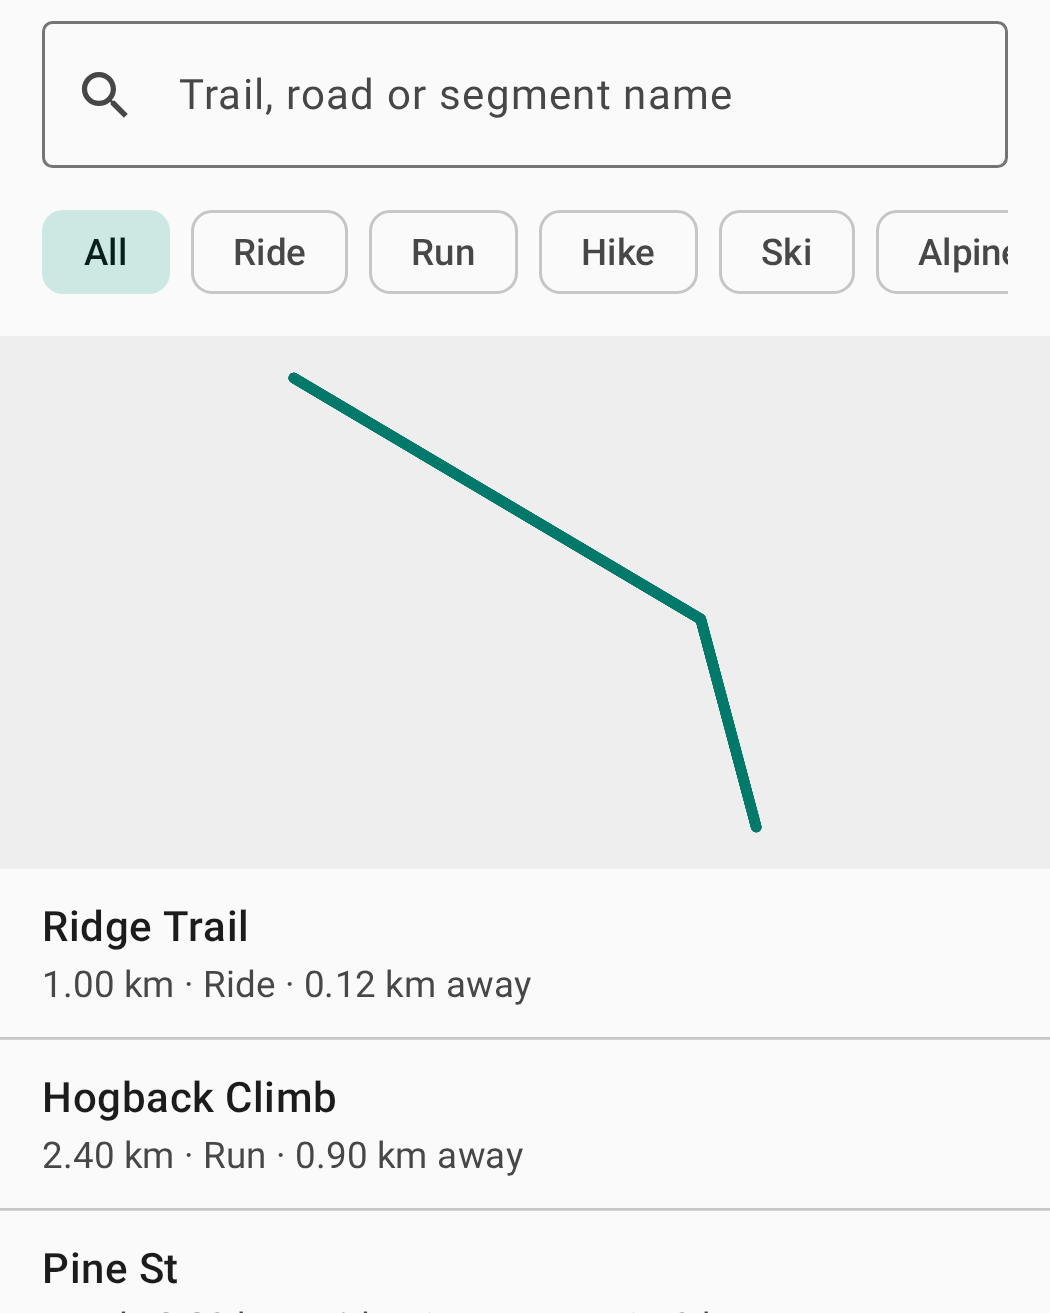 Trail, road or segment name
All
Ride
Run
Hike
Ski
Alpine
Ridge Trail
1.00 km · Ride · 0.12 km away
Hogback Climb
2.40 km · Run · 0.90 km away
Pine St